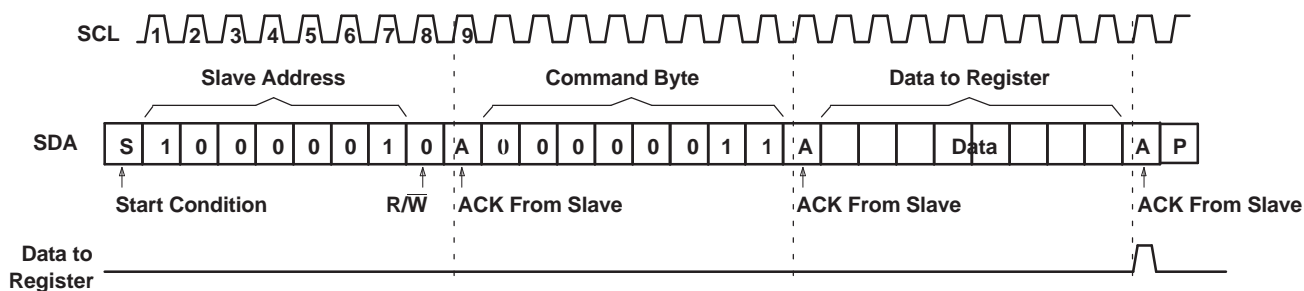 SCL 1 2 3 4 5 6 7 8 9
Slave Address Command Byte Data to Register
SDA S 1 0 0 0 0 0 1 0 A 0 0 0 0 0 0 1 1 A Data A P
Start Condition R/W̅ ACK From Slave ACK From Slave ACK From Slave
Data to
Register